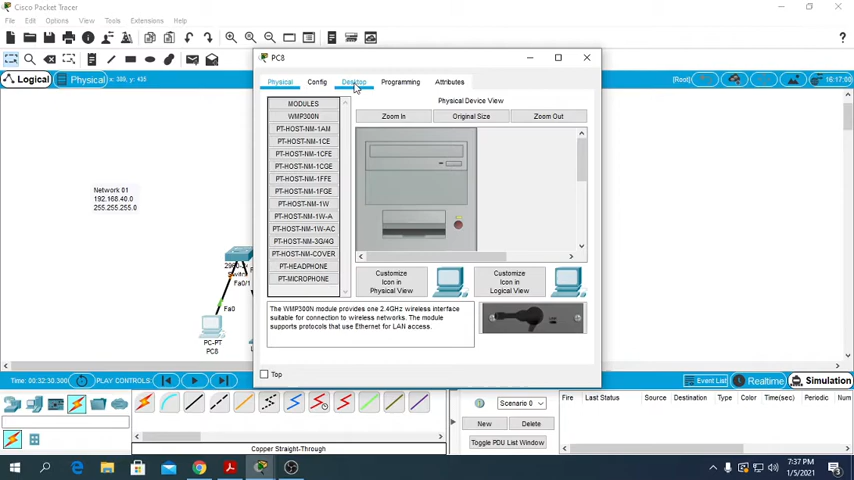 Cisco Packet Tracer
File Edit Options View Tools Extensions Help
Logical Physical x: 389, y: 435 [Root] 16:17:00
Network 01
192.168.40.0
255.255.255.0
Fa0/1
Fa0
PC-PT
PC8
PC8
Physical Config Desktop Programming Attributes
MODULES
WMP300N
PT-HOST-NM-1AM
PT-HOST-NM-1CE
PT-HOST-NM-1CFE
PT-HOST-NM-1CGE
PT-HOST-NM-1FFE
PT-HOST-NM-1FGE
PT-HOST-NM-1W
PT-HOST-NM-1W-A
PT-HOST-NM-1W-AC
PT-HOST-NM-3G/4G
PT-HOST-NM-COVER
PT-HEADPHONE
PT-MICROPHONE
Physical Device View
Zoom In Original Size Zoom Out
Customize
Icon in
Physical View
Customize
Icon in
Logical View
The WMP300N module provides one 2.4GHz wireless interface
suitable for connection to wireless networks. The module
supports protocols that use Ethernet for LAN access.
Top
Time: 00:32:30.300 PLAY CONTROLS: Event List Realtime Simulation
Scenario 0
New Delete
Toggle PDU List Window
Fire Last Status Source Destination Type Color Time(sec) Periodic Num
Copper Straight-Through
7:37 PM
1/5/2021
3